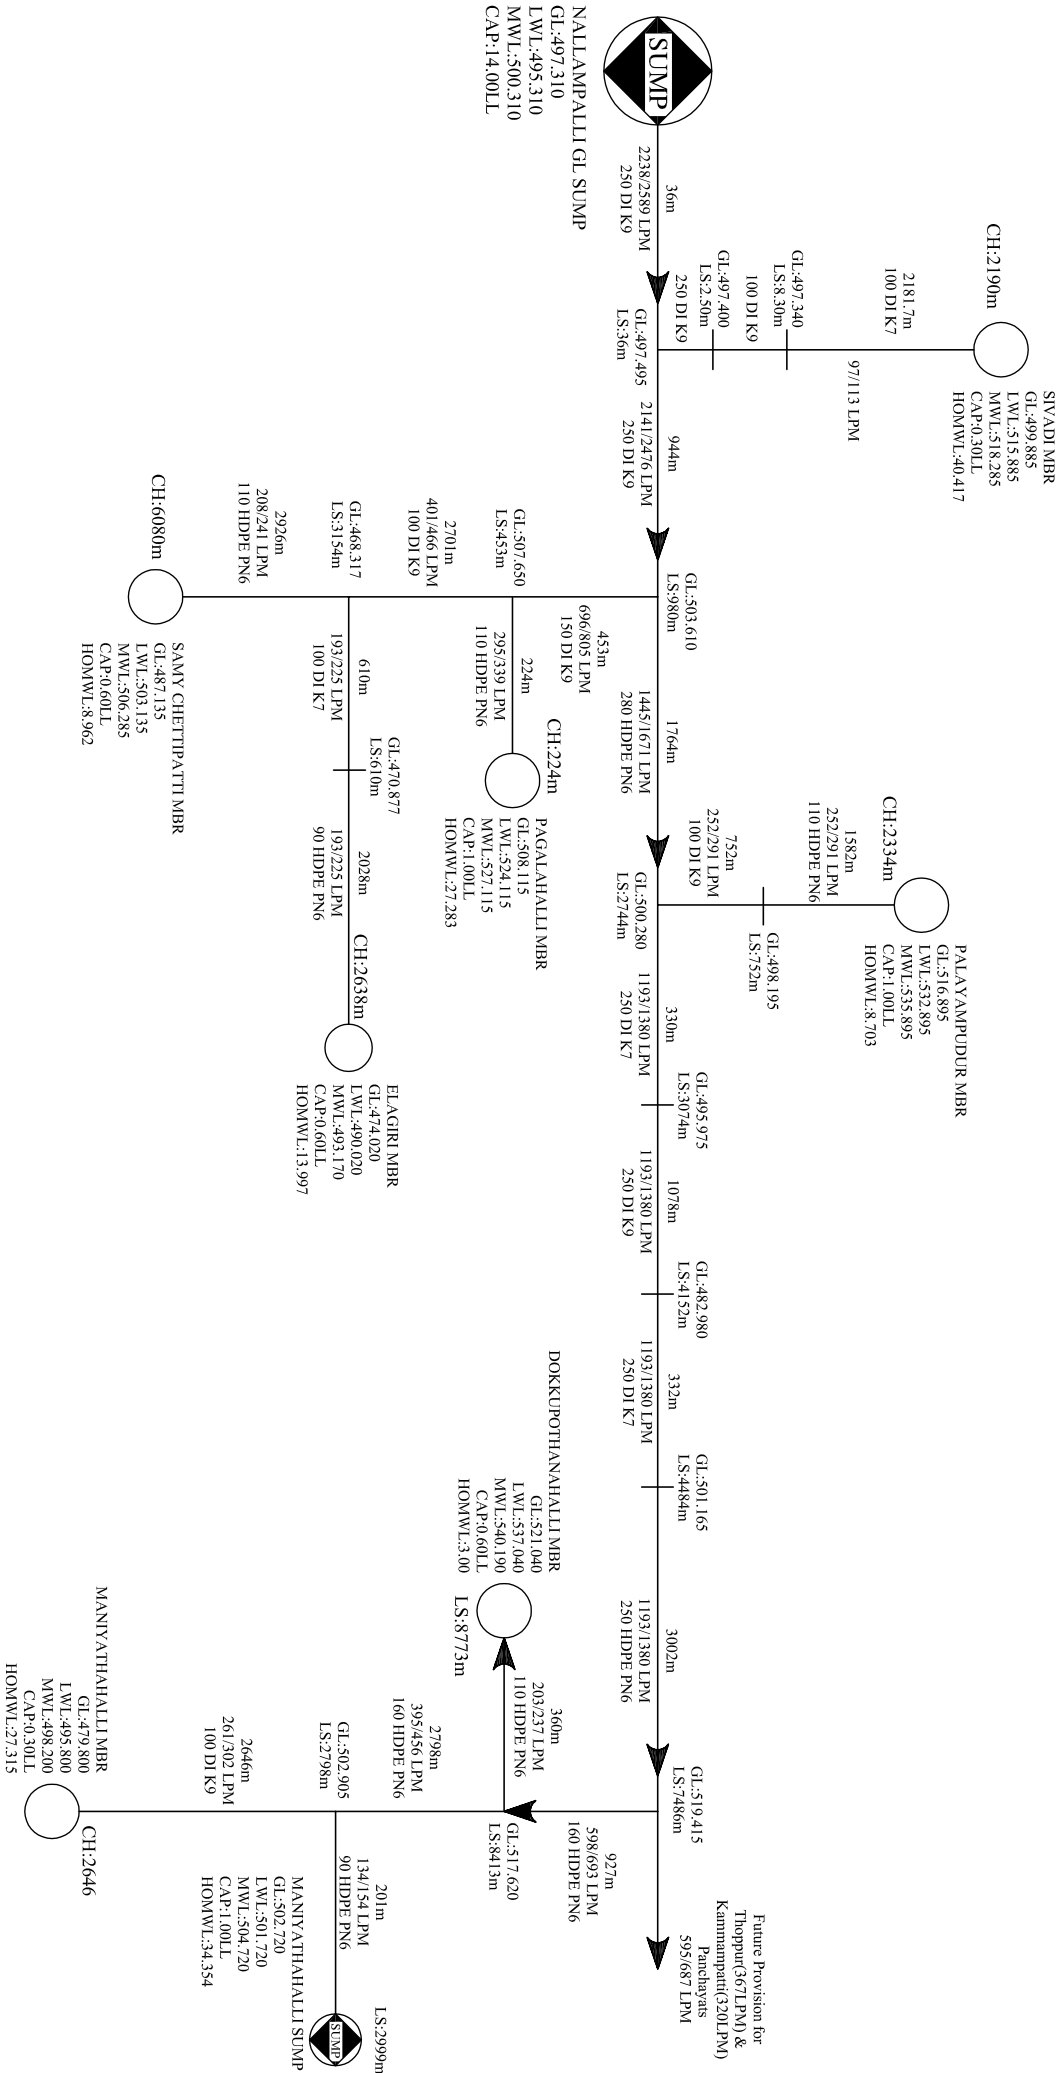 SUMP
NALLAMPALLI GL SUMP
GL:497.310
LWL:495.310
MWL:500.310
CAP:14.00LL
36m
2238/2589 LPM
250 DI K9
CH:2190m
SIVADI MBR
GL:499.885
LWL:515.885
MWL:518.285
CAP:0.30LL
HOMWL:40.417
2181.7m
100 DI K7
97/113 LPM
GL:497.340
LS:8.30m
100 DI K9
GL:497.400
LS:2.50m
250 DI K9
GL:497.495
LS:36m
944m
2141/2476 LPM
250 DI K9
GL:503.610
LS:980m
453m
696/805 LPM
150 DI K9
GL:507.650
LS:453m
224m
295/339 LPM
110 HDPE PN6
CH:224m
PAGALAHALLI MBR
GL:508.115
LWL:524.115
MWL:527.115
CAP:1.00LL
HOMWL:27.283
2701m
401/466 LPM
100 DI K9
GL:468.317
LS:3154m
610m
193/225 LPM
100 DI K7
GL:470.877
LS:610m
2028m
193/225 LPM
90 HDPE PN6
CH:2638m
ELAGIRI MBR
GL:474.020
LWL:490.020
MWL:493.170
CAP:0.60LL
HOMWL:13.997
2926m
208/241 LPM
110 HDPE PN6
CH:6080m
SAMY CHETTIPATTI MBR
GL:487.135
LWL:503.135
MWL:506.285
CAP:0.60LL
HOMWL:8.962
1764m
1445/1671 LPM
280 HDPE PN6
GL:500.280
LS:2744m
752m
252/291 LPM
100 DI K9
GL:498.195
LS:752m
1582m
252/291 LPM
110 HDPE PN6
CH:2334m
PALAYAMPUDUR MBR
GL:516.895
LWL:532.895
MWL:535.895
CAP:1.00LL
HOMWL:8.703
330m
1193/1380 LPM
250 DI K7
GL:495.975
LS:3074m
1078m
1193/1380 LPM
250 DI K9
GL:482.980
LS:4152m
332m
1193/1380 LPM
250 DI K7
GL:501.165
LS:4484m
3002m
1193/1380 LPM
250 HDPE PN6
GL:519.415
LS:7486m
Future Provision for
Thoppur(367LPM) &
Kammampatti(320LPM)
Panchayats
595/687 LPM
927m
598/693 LPM
160 HDPE PN6
GL:517.620
LS:8413m
360m
203/237 LPM
110 HDPE PN6
DOKKUPOTHANAHALLI MBR
GL:521.040
LWL:537.040
MWL:540.190
CAP:0.60LL
HOMWL:3.00
LS:8773m
2798m
395/456 LPM
160 HDPE PN6
GL:502.905
LS:2798m
201m
134/154 LPM
90 HDPE PN6
LS:2999m
SUMP
MANIYATHAHALLI SUMP
GL:502.720
LWL:501.720
MWL:504.720
CAP:1.00LL
HOMWL:34.354
2646m
261/302 LPM
100 DI K9
MANIYATHAHALLI MBR
GL:479.800
LWL:495.800
MWL:498.200
CAP:0.30LL
HOMWL:27.315
CH:2646